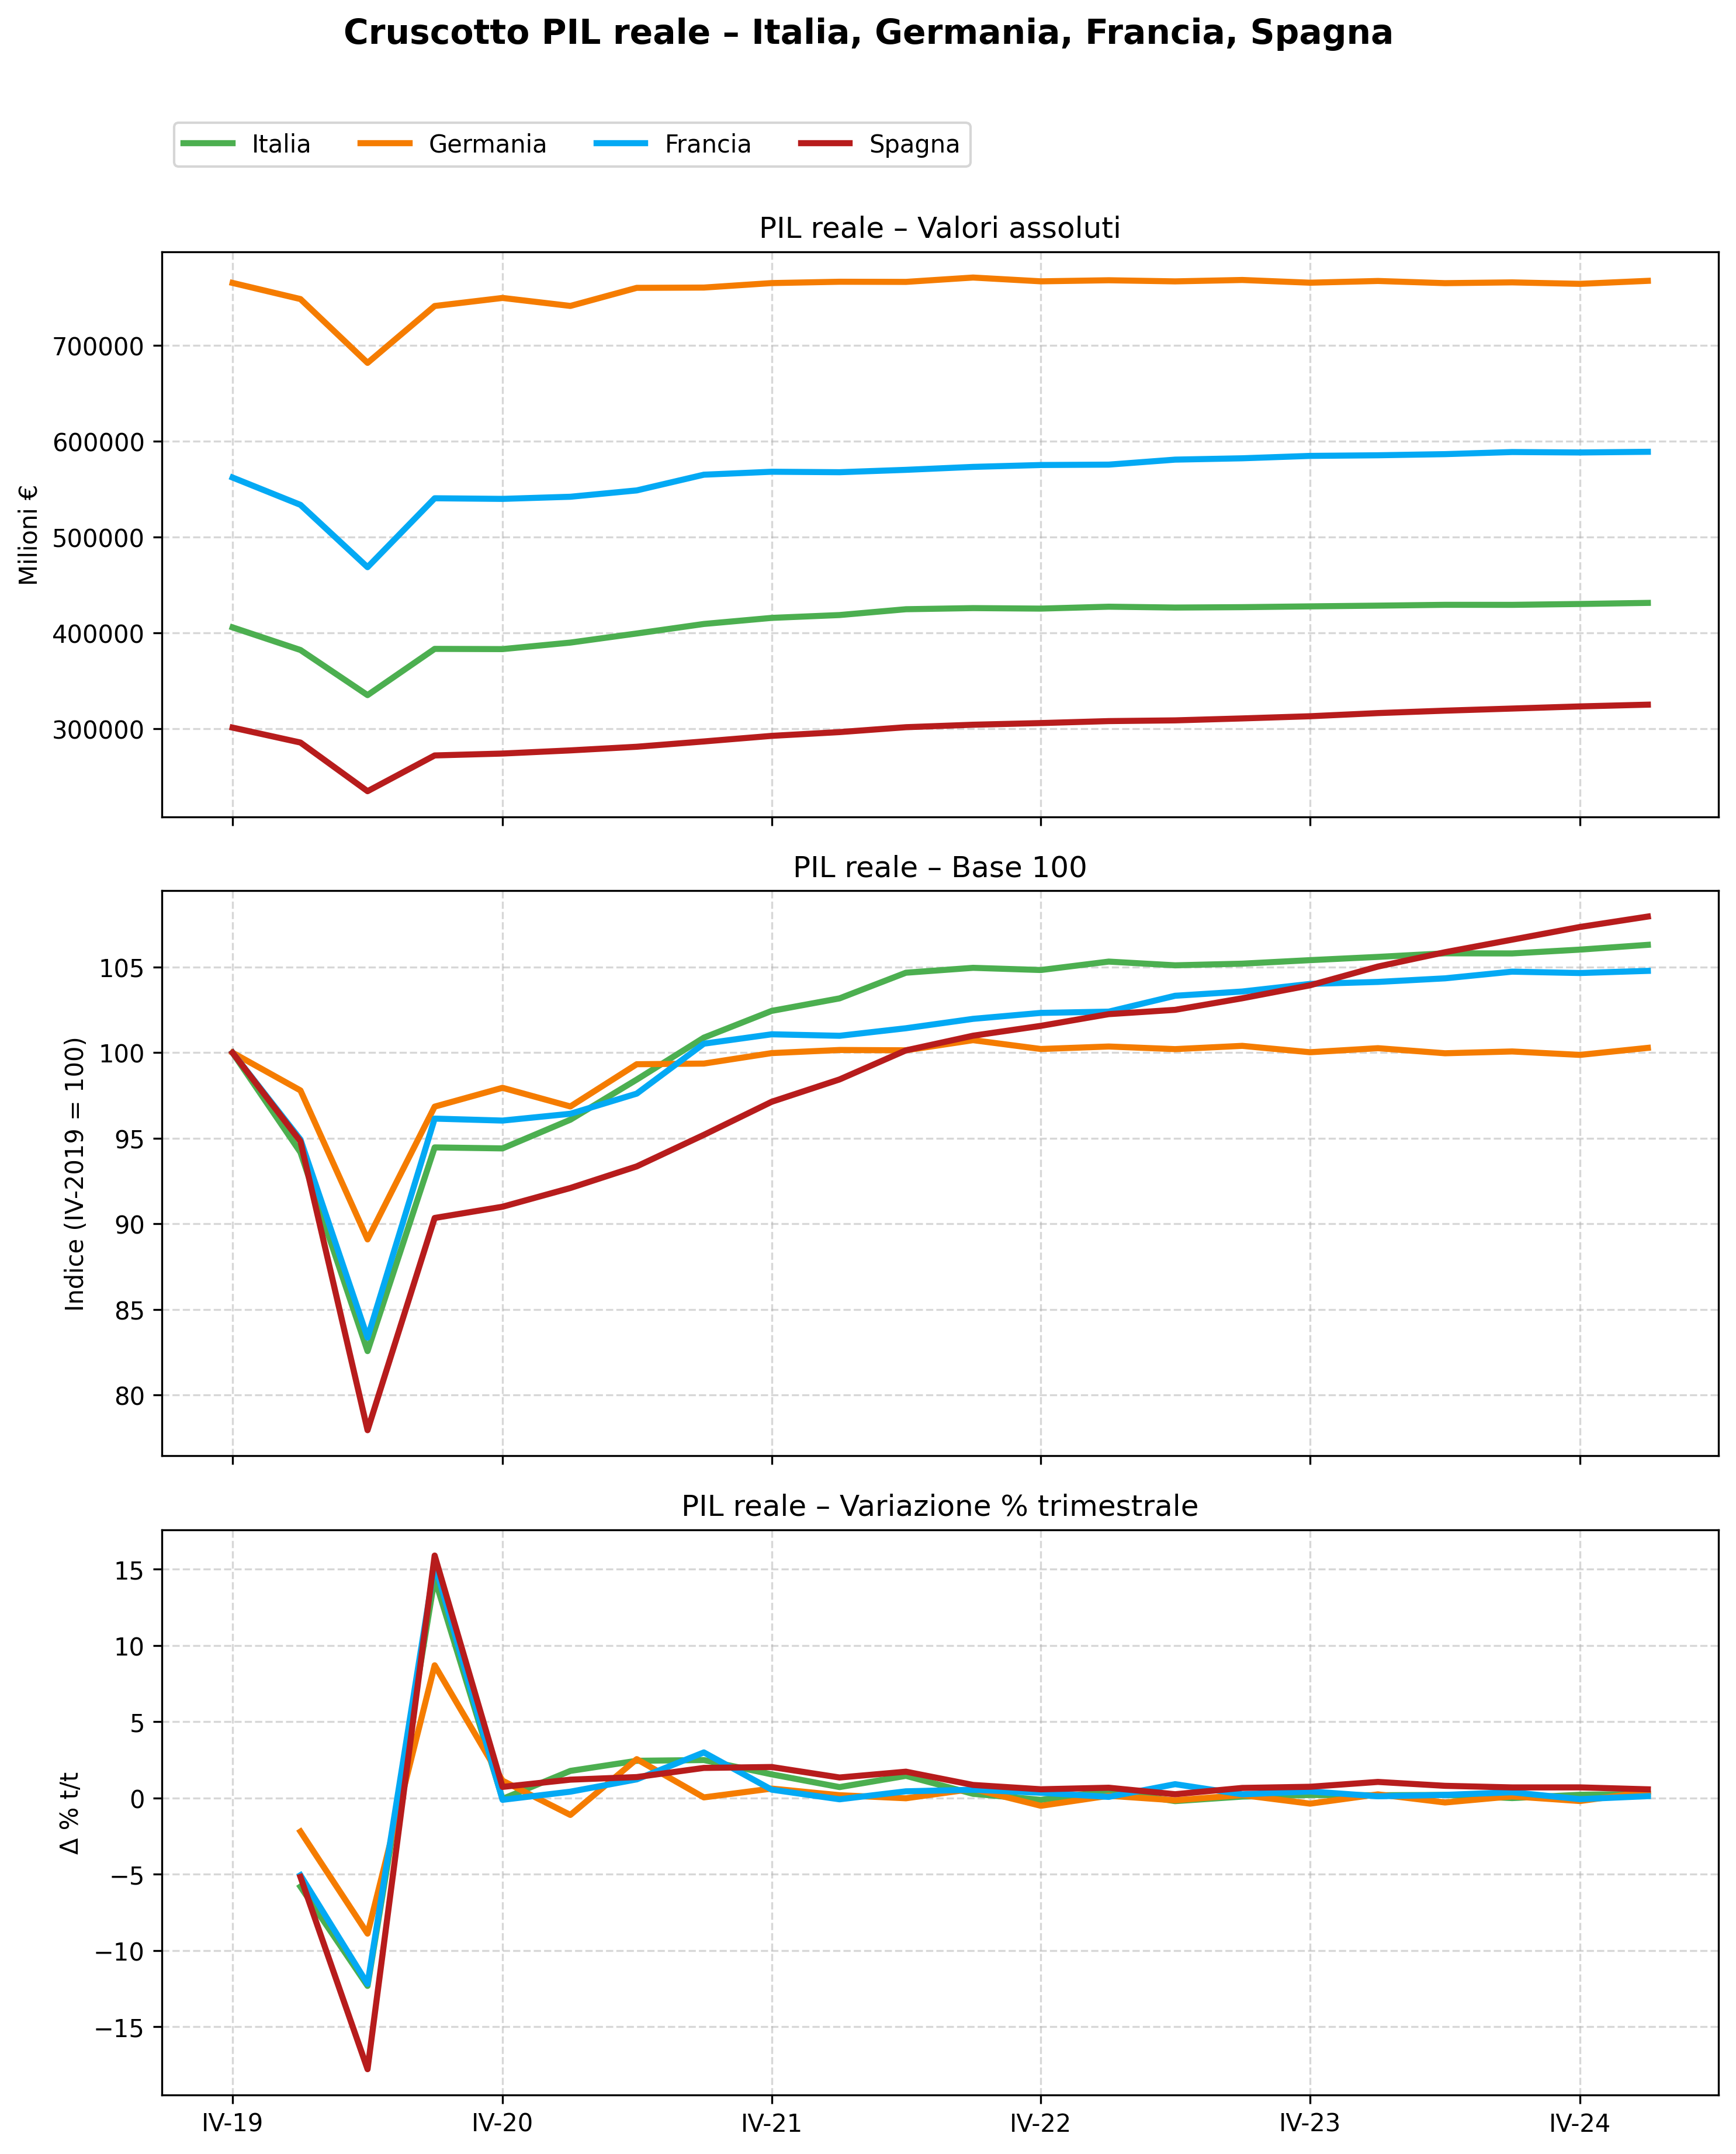 Cruscotto PIL reale – Italia, Germania, Francia, Spagna
Italia Germania Francia Spagna
PIL reale – Valori assoluti
Milioni €
700000
600000
500000
400000
300000
PIL reale – Base 100
Indice (IV-2019 = 100)
105
100
95
90
85
80
PIL reale – Variazione % trimestrale
Δ % t/t
15
10
5
0
−5
−10
−15
IV-19 IV-20 IV-21 IV-22 IV-23 IV-24